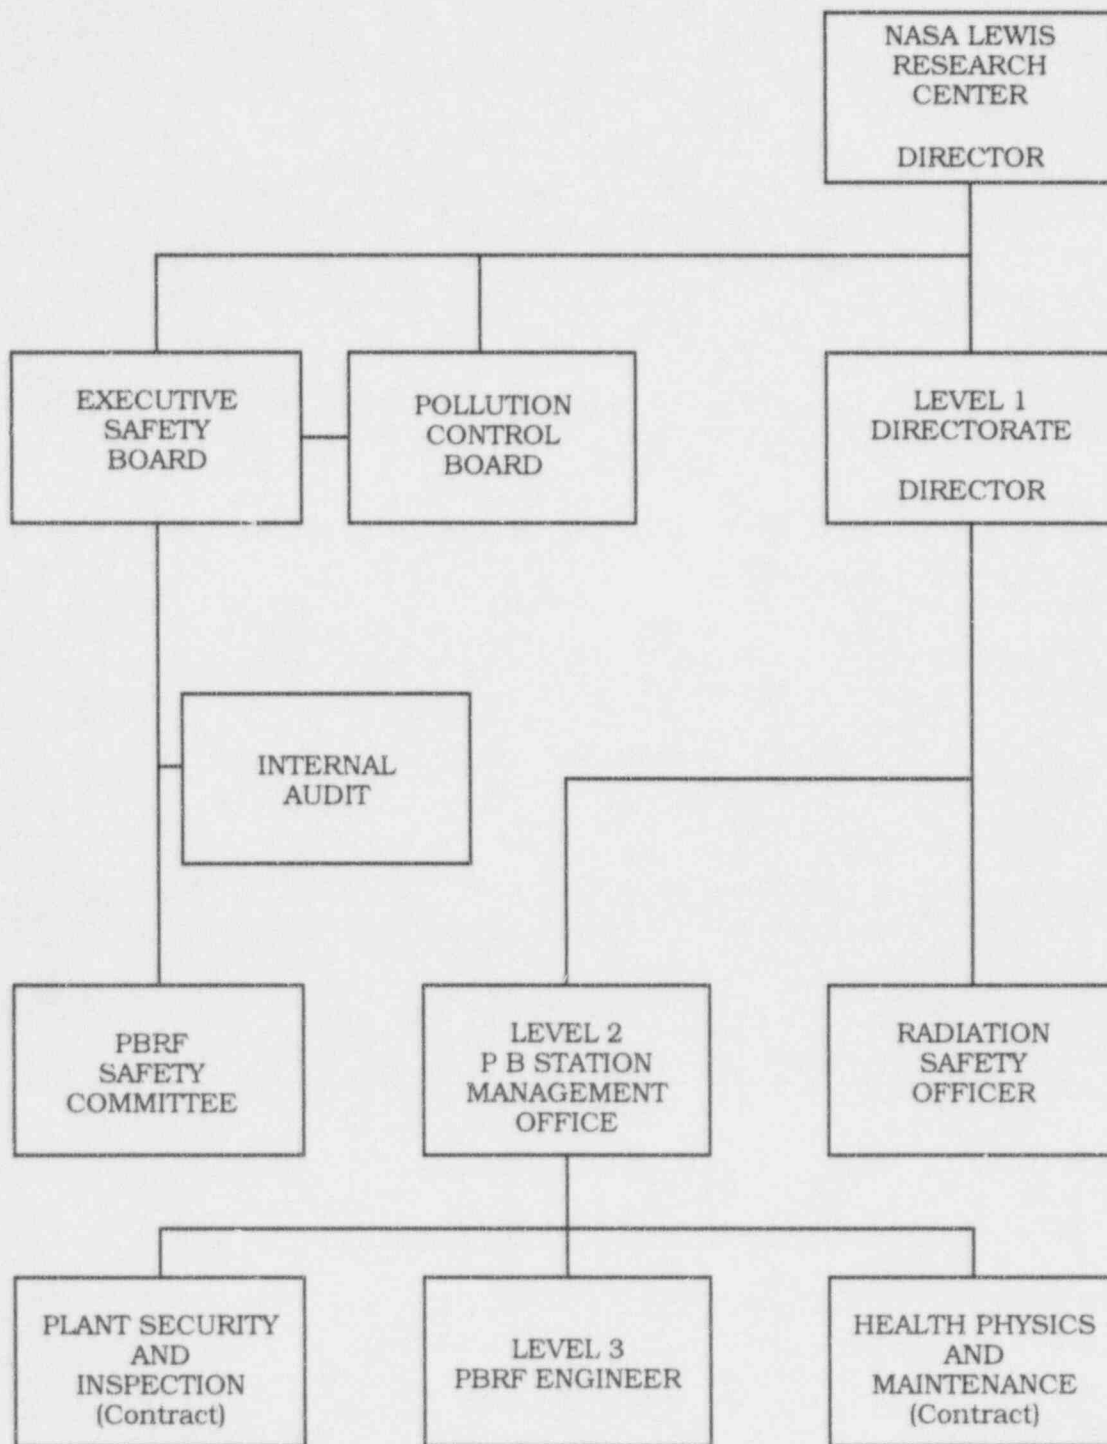 NASA LEWIS
RESEARCH
CENTER
DIRECTOR
EXECUTIVE
SAFETY
BOARD
POLLUTION
CONTROL
BOARD
LEVEL 1
DIRECTORATE
DIRECTOR
INTERNAL
AUDIT
PBRF
SAFETY
COMMITTEE
LEVEL 2
P B STATION
MANAGEMENT
OFFICE
RADIATION
SAFETY
OFFICER
PLANT SECURITY
AND
INSPECTION
(Contract)
LEVEL 3
PBRF ENGINEER
HEALTH PHYSICS
AND
MAINTENANCE
(Contract)